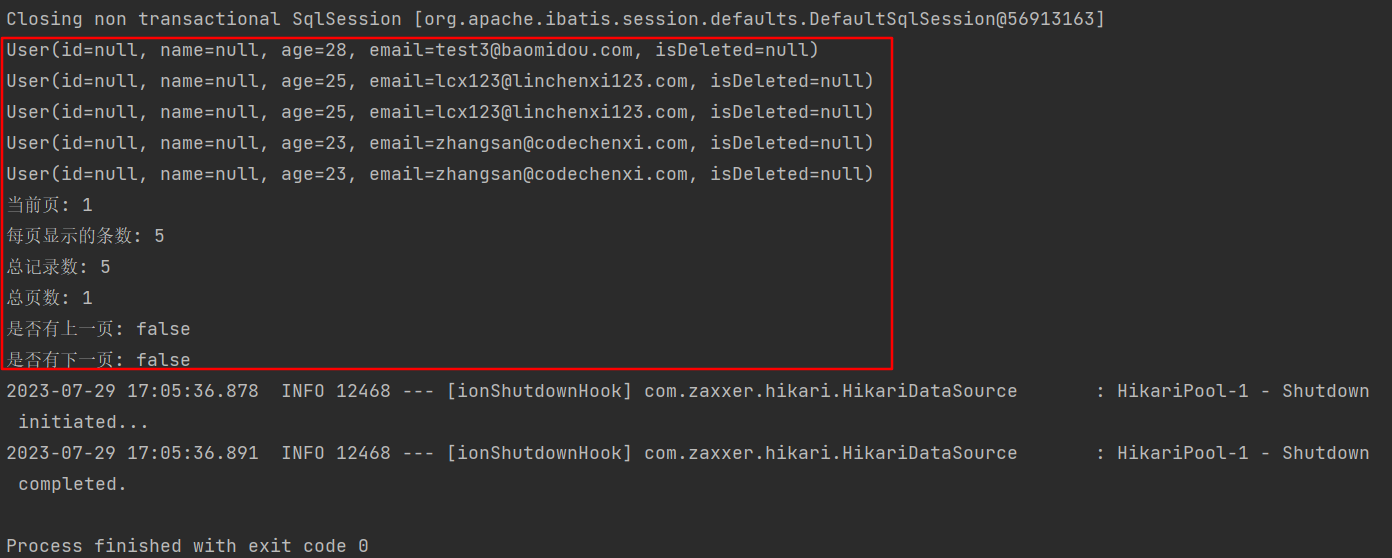 Closing non transactional SqlSession [org.apache.ibatis.session.defaults.DefaultSqlSession@56913163]
User(id=null, name=null, age=28, email=test3@baomidou.com, isDeleted=null)
User(id=null, name=null, age=25, email=lcx123@linchenxi123.com, isDeleted=null)
User(id=null, name=null, age=25, email=lcx123@linchenxi123.com, isDeleted=null)
User(id=null, name=null, age=23, email=zhangsan@codechenxi.com, isDeleted=null)
User(id=null, name=null, age=23, email=zhangsan@codechenxi.com, isDeleted=null)
当前页: 1
每页显示的条数: 5
总记录数: 5
总页数: 1
是否有上一页: false
是否有下一页: false
2023-07-29 17:05:36.878  INFO 12468 --- [ionShutdownHook] com.zaxxer.hikari.HikariDataSource       : HikariPool-1 - Shutdown
initiated...
2023-07-29 17:05:36.891  INFO 12468 --- [ionShutdownHook] com.zaxxer.hikari.HikariDataSource       : HikariPool-1 - Shutdown
completed.
Process finished with exit code 0